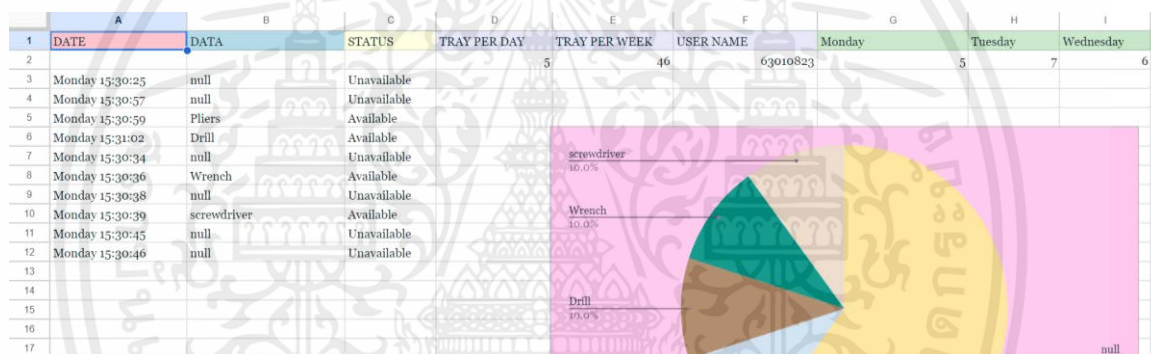 A B C D E F G H I
1 DATE DATA STATUS TRAY PER DAY TRAY PER WEEK USER NAME Monday Tuesday Wednesday
2 5 46 63010823 5 7 6
3 Monday 15:30:25 null Unavailable
4 Monday 15:30:57 null Unavailable
5 Monday 15:30:59 Pliers Available
6 Monday 15:31:02 Drill Available
7 Monday 15:30:34 null Unavailable
8 Monday 15:30:36 Wrench Available
9 Monday 15:30:38 null Unavailable
10 Monday 15:30:39 screwdriver Available
11 Monday 15:30:45 null Unavailable
12 Monday 15:30:46 null Unavailable
13
14
15
16
17
screwdriver
10.0%
Wrench
10.0%
Drill
10.0%
null